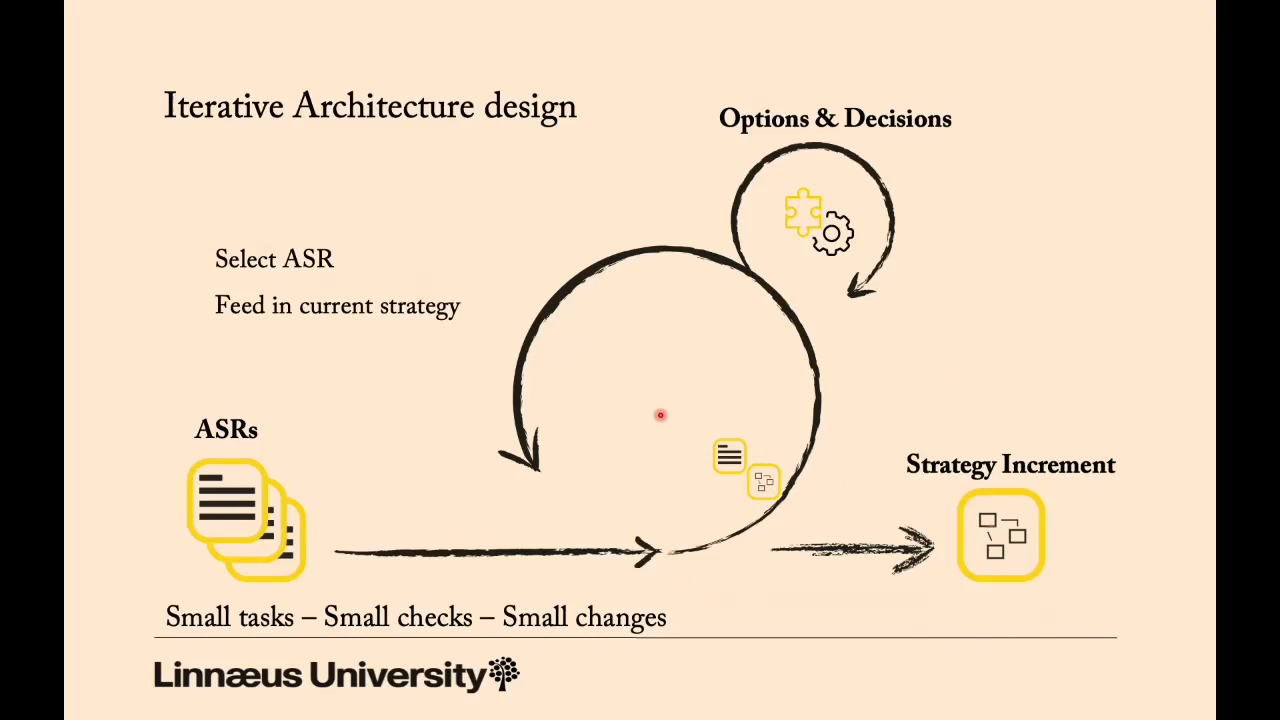 Iterative Architecture design
Options & Decisions
Select ASR
Feed in current strategy
ASRs
Strategy Increment
Small tasks – Small checks – Small changes
Linnæus University